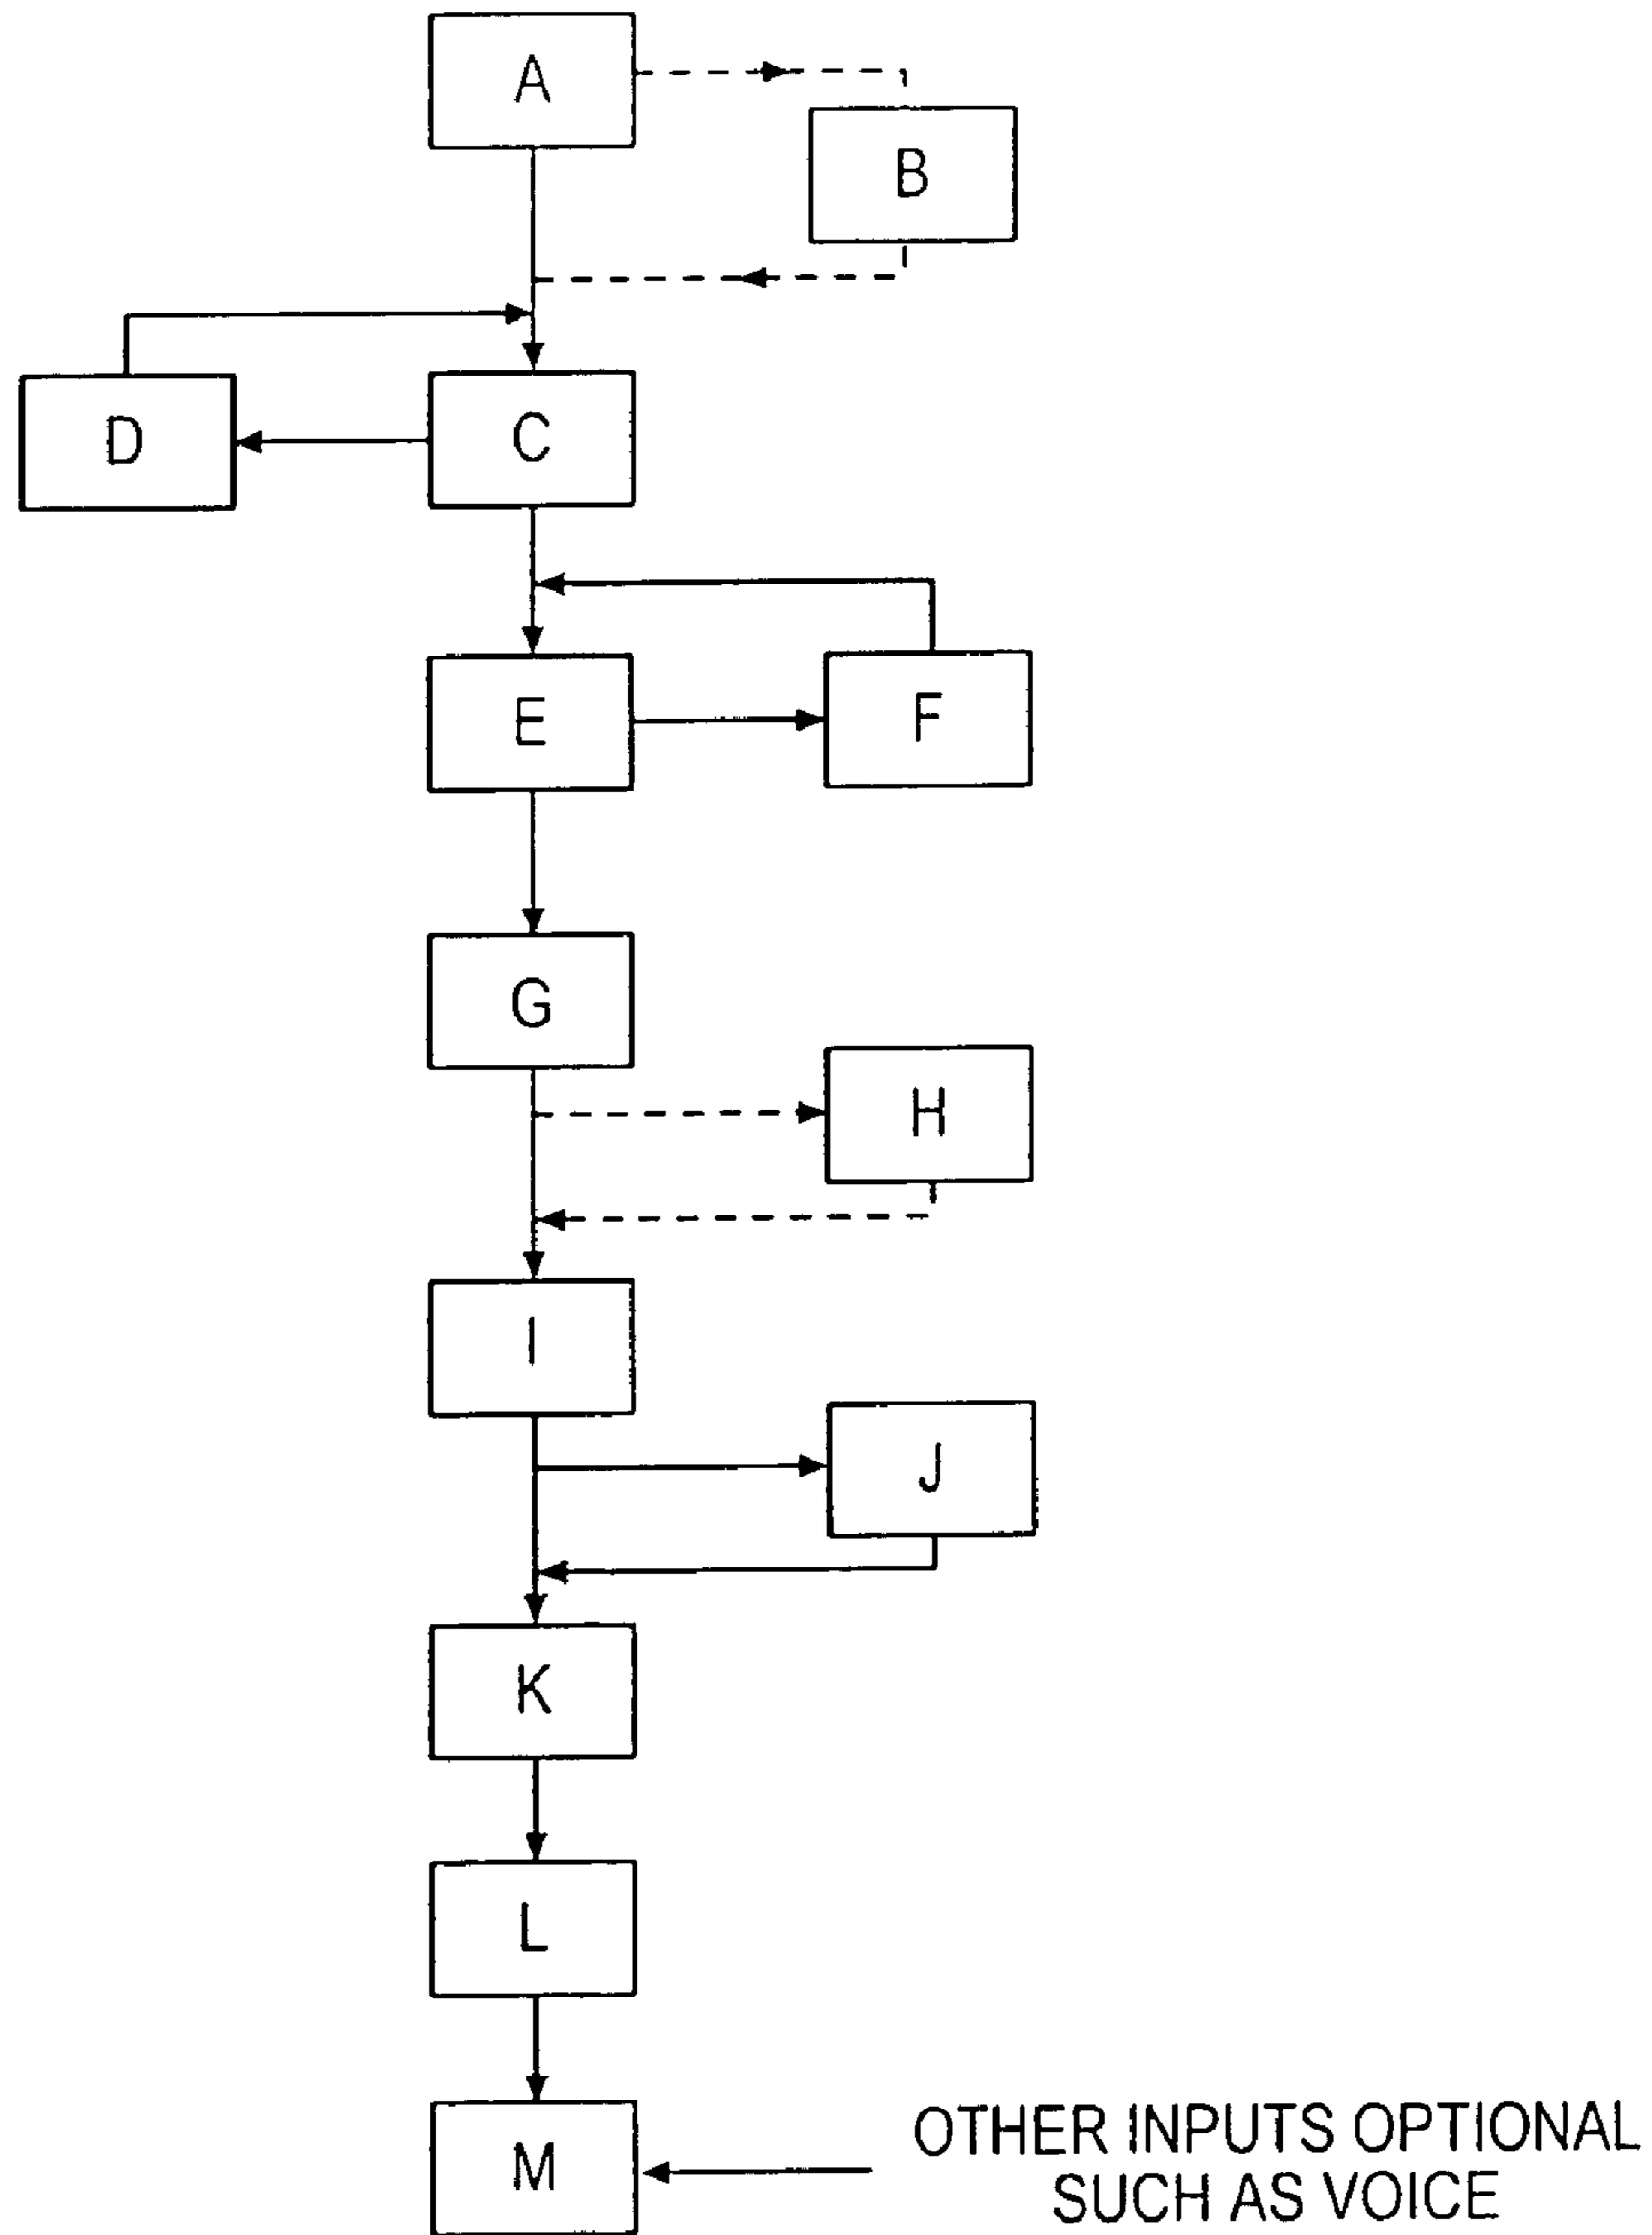 A
B
D
C
E
F
G
H
I
J
K
L
M
OTHER INPUTS OPTIONAL
SUCH AS VOICE